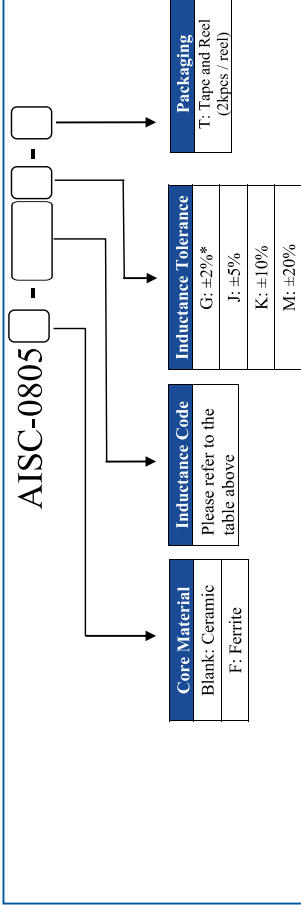 AISC-0805 - -
Core Material
Blank: Ceramic
F: Ferrite
Inductance Code
Please refer to the
table above
Inductance Tolerance
G: ±2%*
J: ±5%
K: ±10%
M: ±20%
Packaging
T: Tape and Reel
(2kpcs / reel)